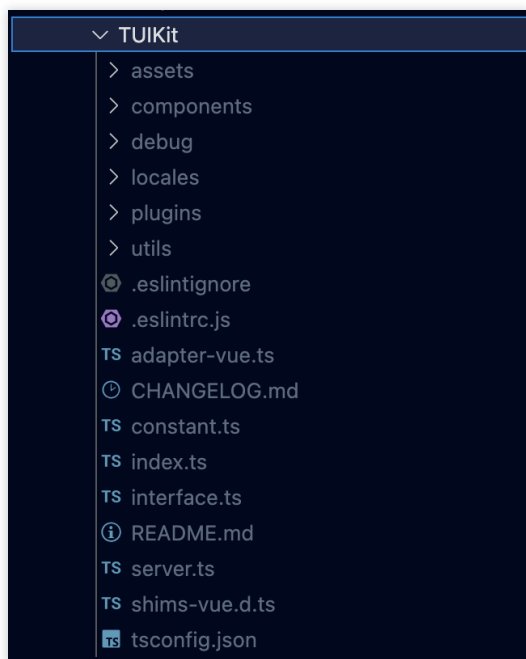 TUIKit
assets
components
debug
locales
plugins
utils
.eslintignore
.eslintrc.js
TS adapter-vue.ts
CHANGELOG.md
TS constant.ts
TS index.ts
TS interface.ts
README.md
TS server.ts
TS shims-vue.d.ts
TS tsconfig.json